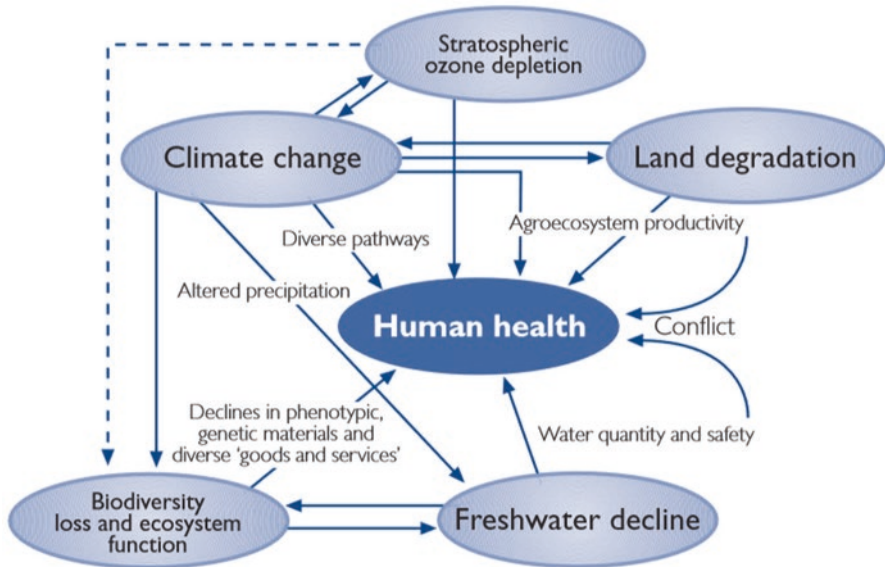 Stratospheric
ozone depletion
Climate change
Land degradation
Diverse pathways
Agroecosystem productivity
Altered precipitation
Human health
Conflict
Declines in phenotypic,
genetic materials and
diverse ‘goods and services’
Water quantity and safety
Biodiversity
loss and ecosystem
function
Freshwater decline